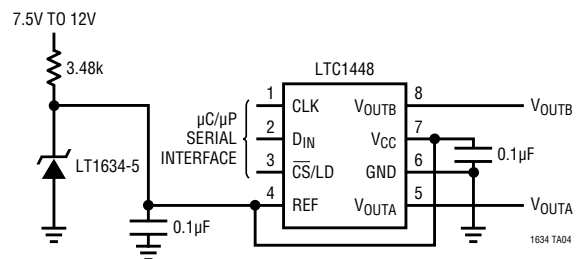 7.5V TO 12V
3.48k
LT1634-5
0.1µF
µC/µP
SERIAL
INTERFACE
LTC1448
1 CLK
2 DIN
3 CS/LD
4 REF
VOUTB 8
VCC 7
GND 6
VOUTA 5
VOUTB
0.1µF
VOUTA
1634 TA04